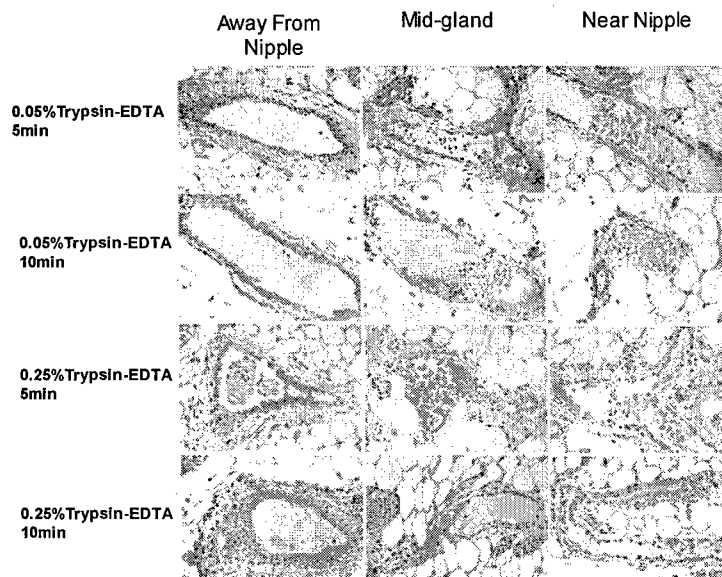 Away From
Nipple
Mid-gland
Near Nipple
0.05%Trypsin-EDTA
5min
0.05%Trypsin-EDTA
10min
0.25%Trypsin-EDTA
5min
0.25%Trypsin-EDTA
10min